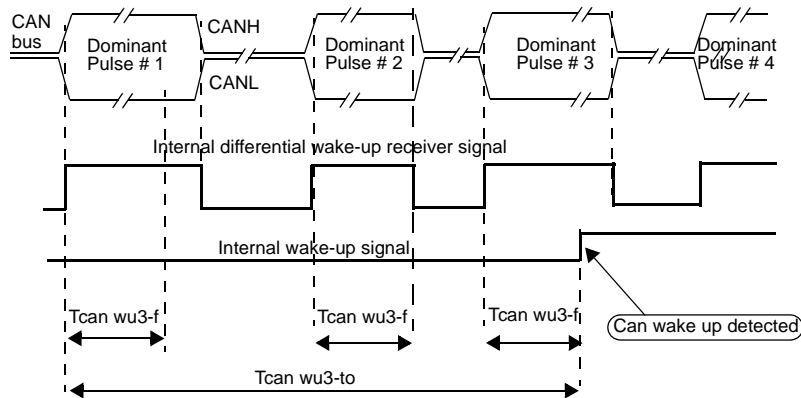 CAN
bus
CANH
CANL
Dominant
Pulse # 1
Dominant
Pulse # 2
Dominant
Pulse # 3
Dominant
Pulse # 4
Internal differential wake-up receiver signal
Internal wake-up signal
Tcan wu3-f
Tcan wu3-f
Tcan wu3-f
Can wake up detected
Tcan wu3-to